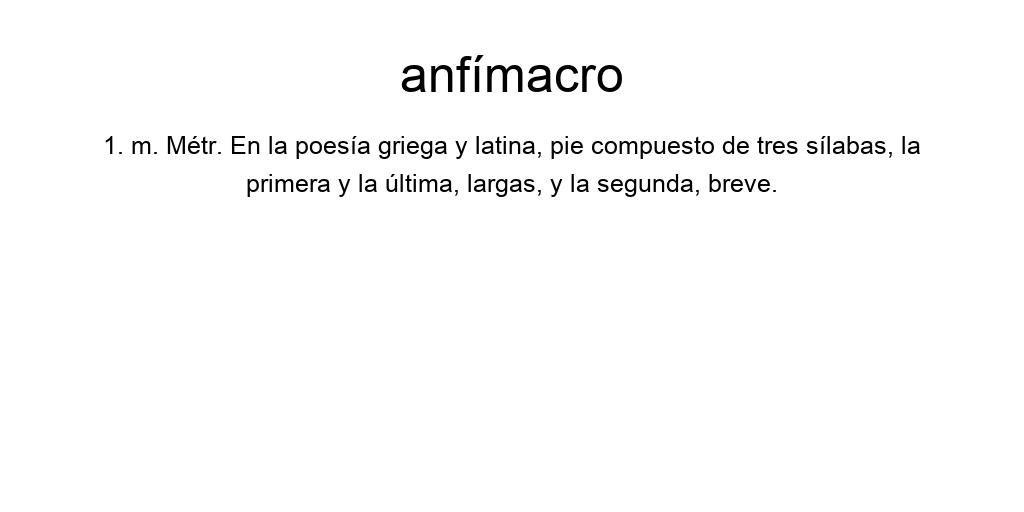 anfímacro
1. m. Métr. En la poesía griega y latina, pie compuesto de tres sílabas, la
primera y la última, largas, y la segunda, breve.